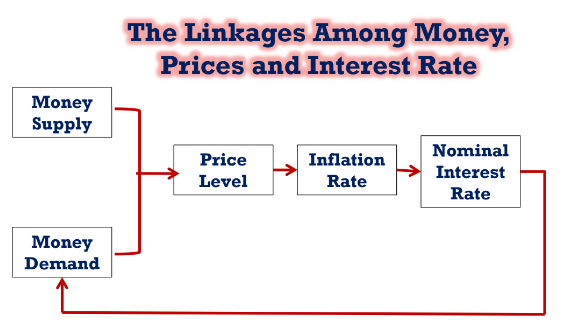 The Linkages Among Money,
Prices and Interest Rate
Money
Supply
Price
Level
Inflation
Rate
Nominal
Interest
Rate
Money
Demand